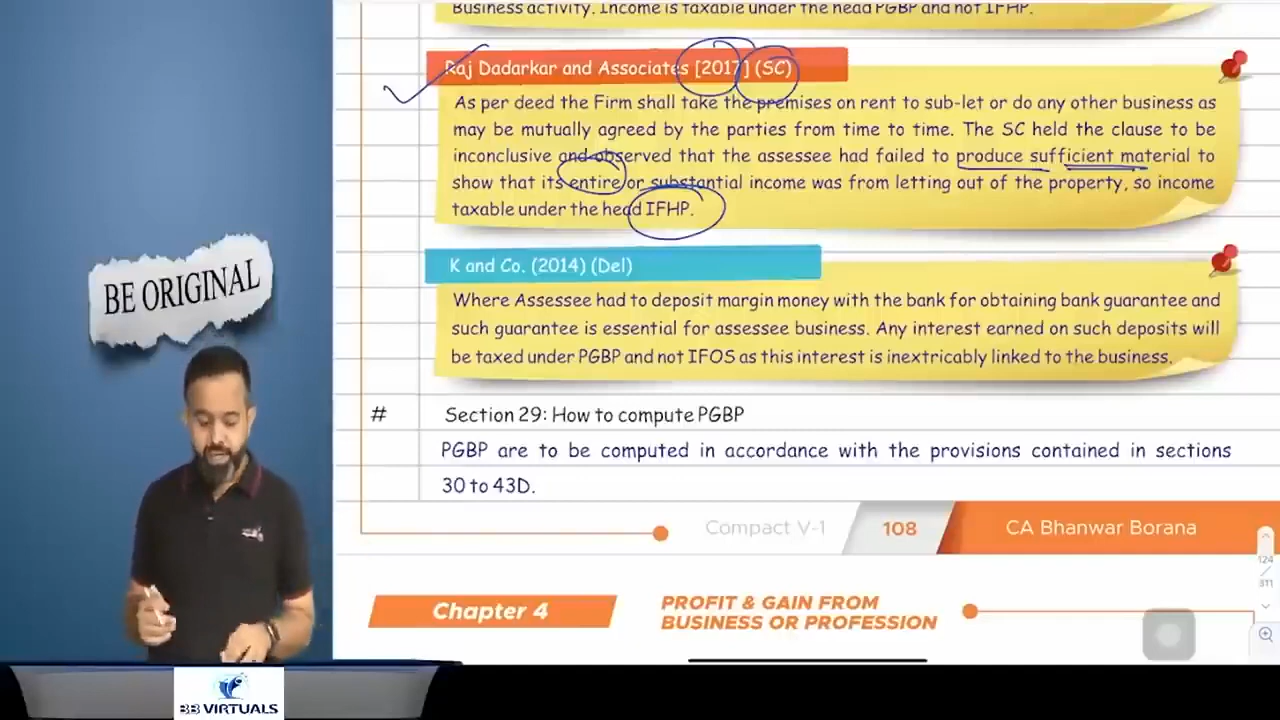 Business activity. Income is taxable under the head PGBP and not IFHP.
Raj Dadarkar and Associates [2017] (SC)
As per deed the Firm shall take the premises on rent to sub-let or do any other business as
may be mutually agreed by the parties from time to time. The SC held the clause to be
inconclusive and observed that the assessee had failed to produce sufficient material to
show that its entire or substantial income was from letting out of the property, so income
taxable under the head IFHP.
K and Co. (2014) (Del)
Where Assessee had to deposit margin money with the bank for obtaining bank guarantee and
such guarantee is essential for assessee business. Any interest earned on such deposits will
be taxed under PGBP and not IFOS as this interest is inextricably linked to the business.
BE ORIGINAL
# Section 29: How to compute PGBP
PGBP are to be computed in accordance with the provisions contained in sections
30 to 43D.
Compact V-1 108 CA Bhanwar Borana
124
/
311
Chapter 4
PROFIT & GAIN FROM
BUSINESS OR PROFESSION
BB VIRTUALS